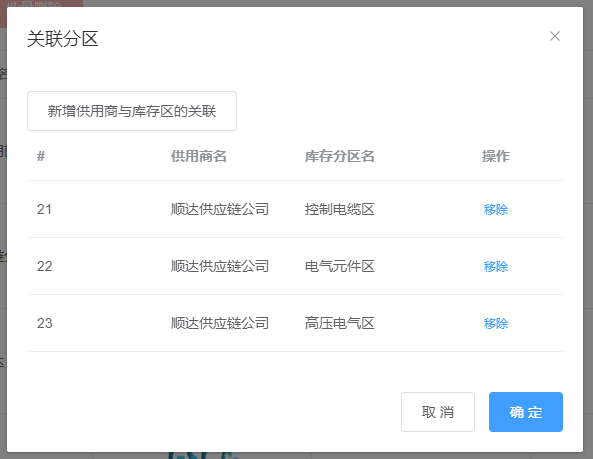 关联分区
新增供用商与库存区的关联
# 供用商名 库存分区名 操作
21 顺达供应链公司 控制电缆区 移除
22 顺达供应链公司 电气元件区 移除
23 顺达供应链公司 高压电气区 移除
取 消 确 定